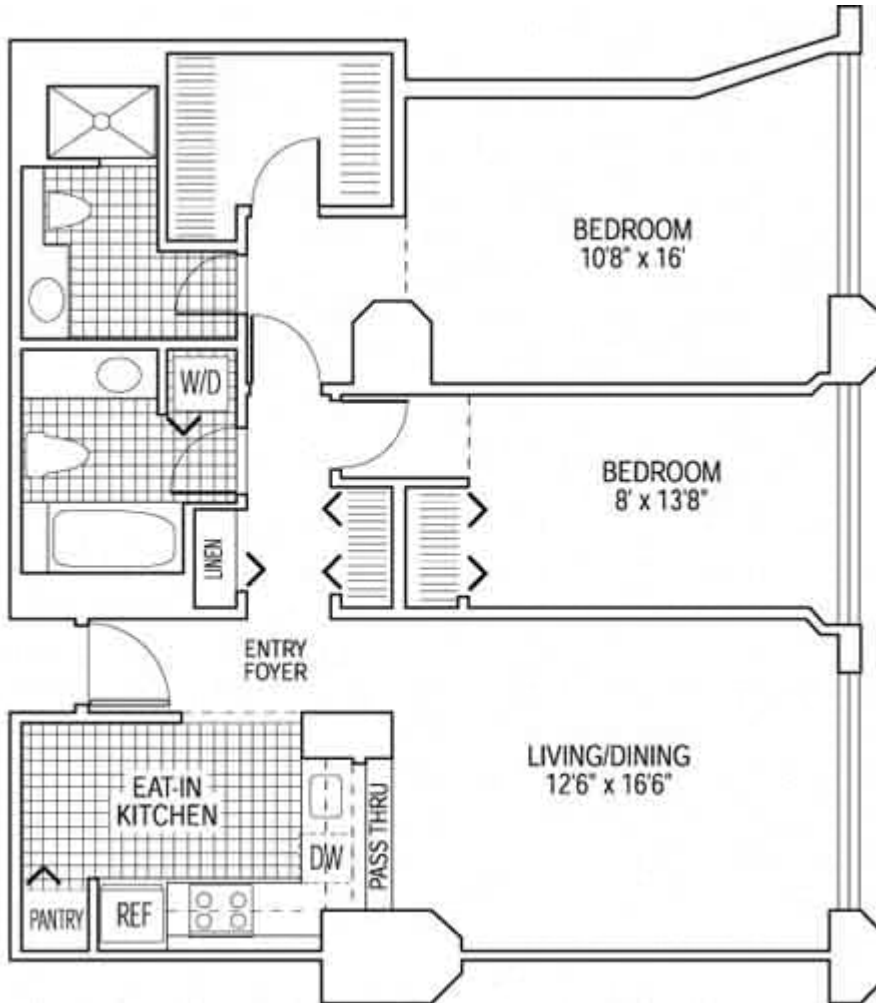 BEDROOM
10'8" x 16'
W/D
BEDROOM
8' x 13'8"
LINEN
ENTRY
FOYER
LIVING/DINING
12'6" x 16'6"
EAT-IN
KITCHEN
PASS THRU
DW
PANTRY
REF